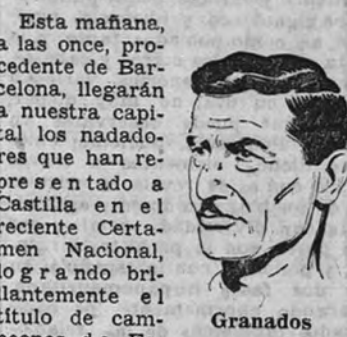 Esta mañana,
a las once, pro-
cedente de Bar-
celona, llegarán
a nuestra capi-
tal los nadado-
res que han re-
presentado a
Castilla en el
reciente Certa-
men Nacional,
logrando bri-
llantemente el
título de cam-
Granados